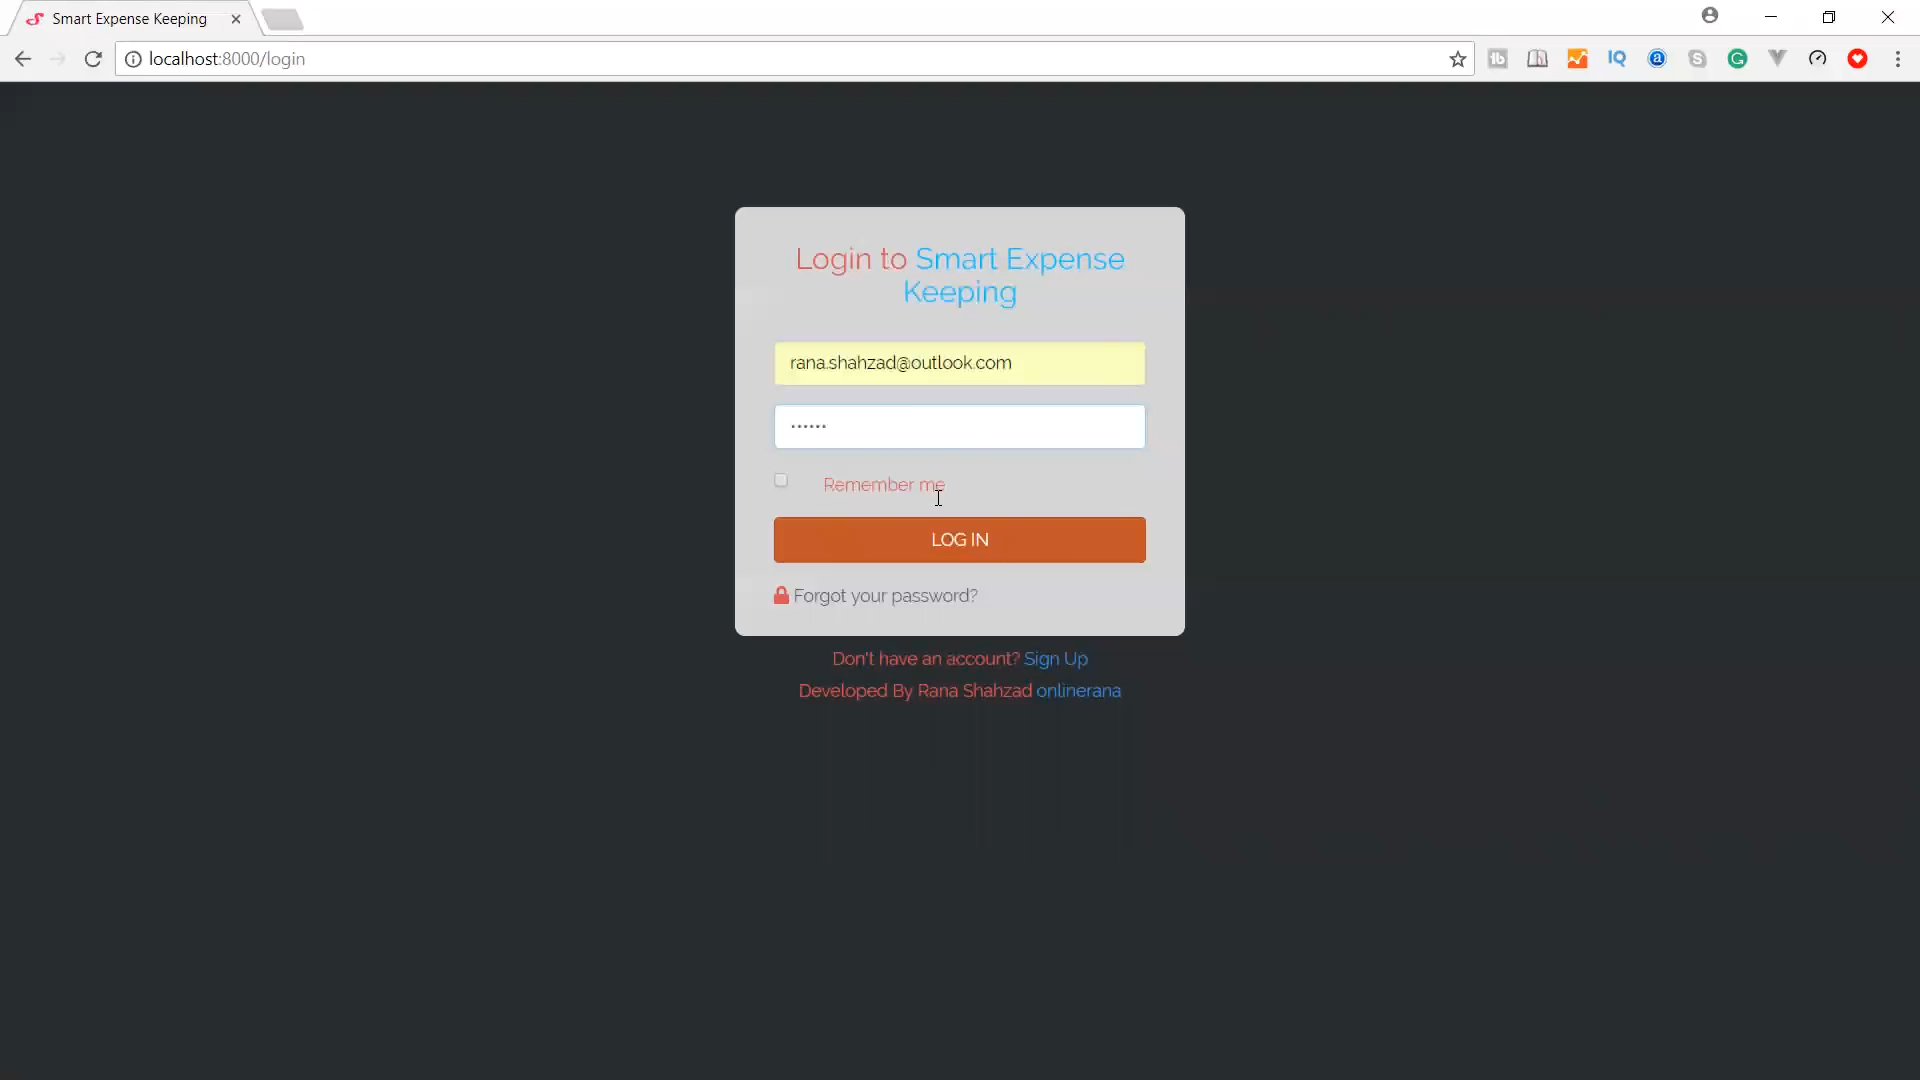 Smart Expense Keeping
localhost:8000/login
Login to Smart Expense
Keeping
rana.shahzad@outlook.com
••••••
Remember me
LOG IN
Forgot your password?
Don't have an account? Sign Up
Developed By Rana Shahzad onlinerana